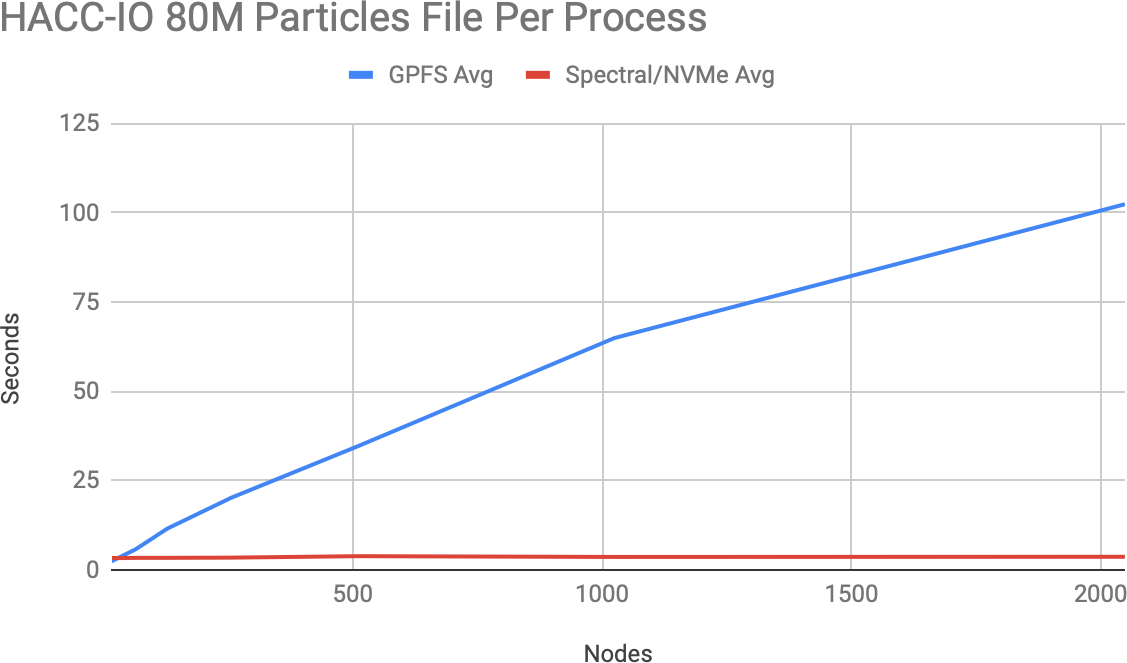 HACC-IO 80M Particles File Per Process
GPFS Avg Spectral/NVMe Avg
125
100
75
50
25
0
Seconds
500 1000 1500 2000
Nodes